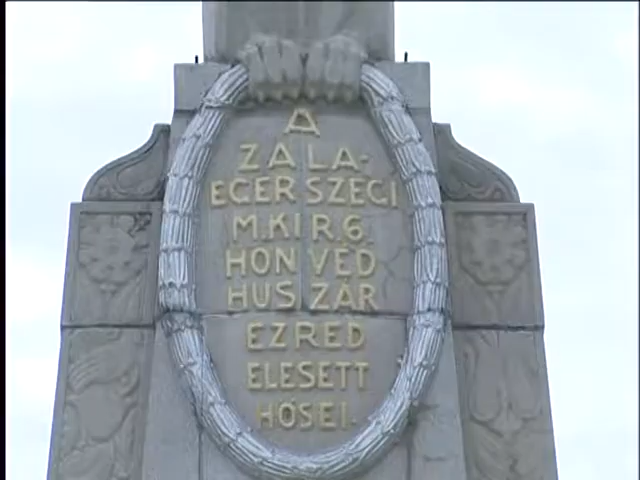 A
ZALA-
EGERSZEGI
M. KIR. 6.
HONVÉD
HUSZÁR
EZRED
ELESETT
HŐSEI.